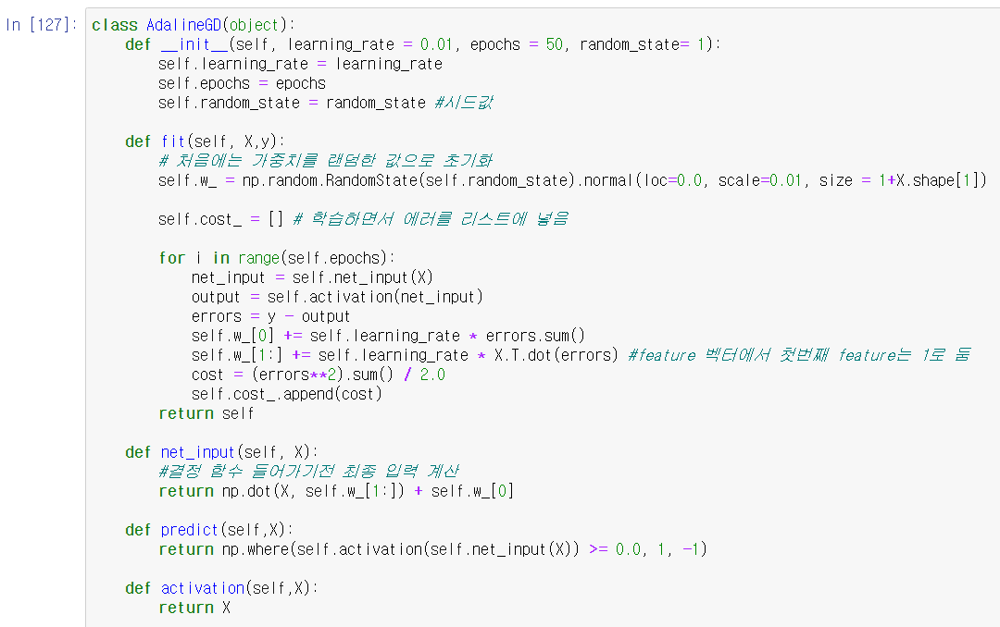 In [127]:
class AdalineGD(object):
    def __init__(self, learning_rate = 0.01, epochs = 50, random_state= 1):
        self.learning_rate = learning_rate
        self.epochs = epochs
        self.random_state = random_state #시드값

    def fit(self, X,y):
        # 처음에는 가중치를 랜덤한 값으로 초기화
        self.w_ = np.random.RandomState(self.random_state).normal(loc=0.0, scale=0.01, size = 1+X.shape[1])

        self.cost_ = [] # 학습하면서 에러를 리스트에 넣음

        for i in range(self.epochs):
            net_input = self.net_input(X)
            output = self.activation(net_input)
            errors = y - output
            self.w_[0] += self.learning_rate * errors.sum()
            self.w_[1:] += self.learning_rate * X.T.dot(errors) #feature 벡터에서 첫번째 feature는 1로 둠
            cost = (errors**2).sum() / 2.0
            self.cost_.append(cost)
        return self

    def net_input(self, X):
        #결정 함수 들어가기전 최종 입력 계산
        return np.dot(X, self.w_[1:]) + self.w_[0]

    def predict(self,X):
        return np.where(self.activation(self.net_input(X)) >= 0.0, 1, -1)

    def activation(self,X):
        return X